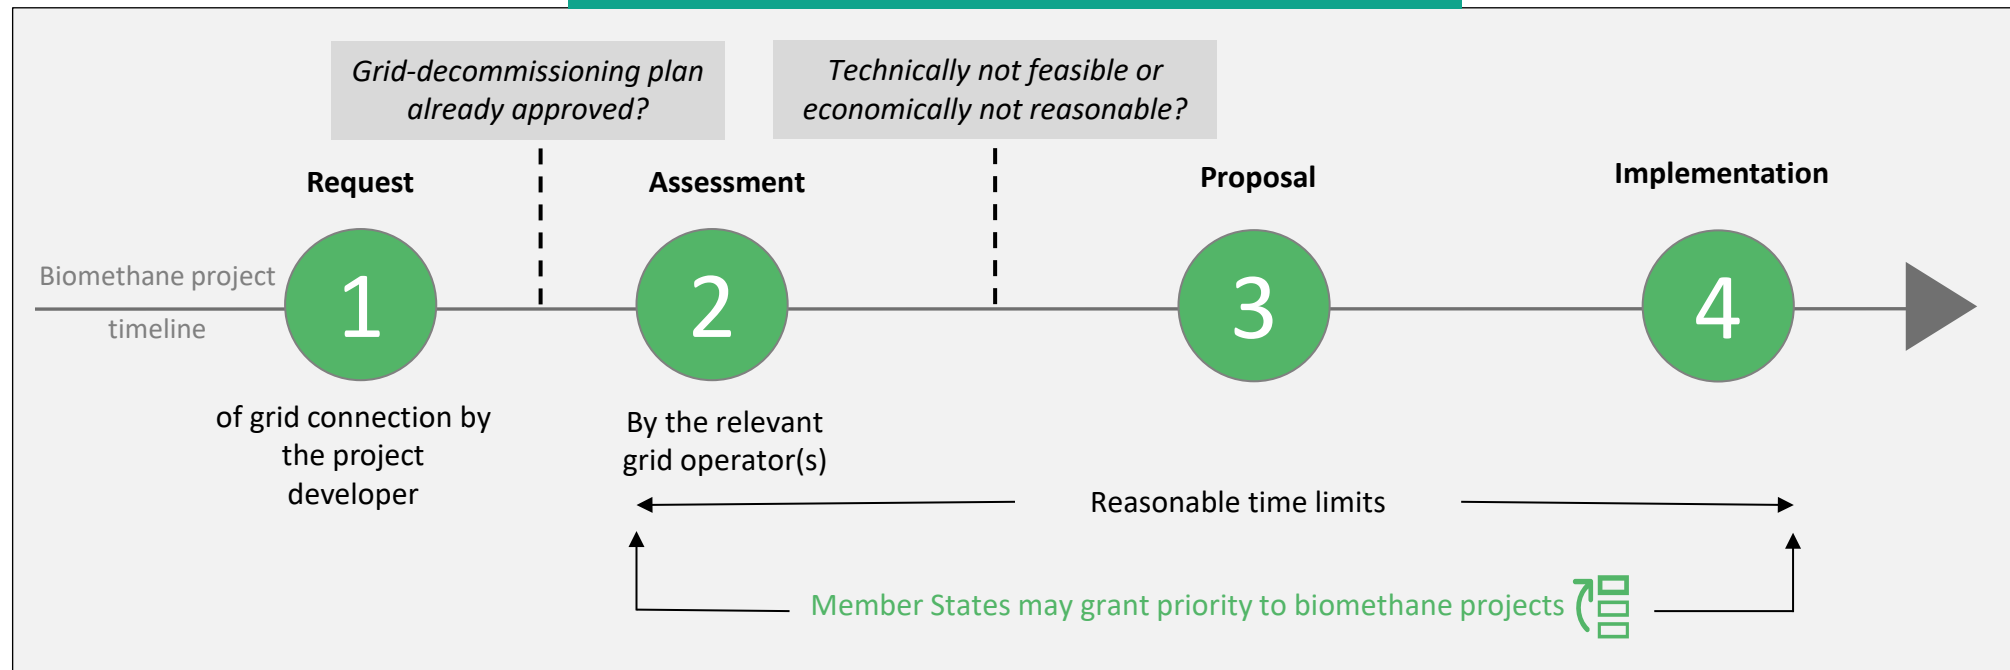 Grid-decommissioning plan
already approved?
Technically not feasible or
economically not reasonable?
Request
Assessment
Proposal
Implementation
Biomethane project
timeline
1
2
3
4
of grid connection by
the project
developer
By the relevant
grid operator(s)
Reasonable time limits
Member States may grant priority to biomethane projects